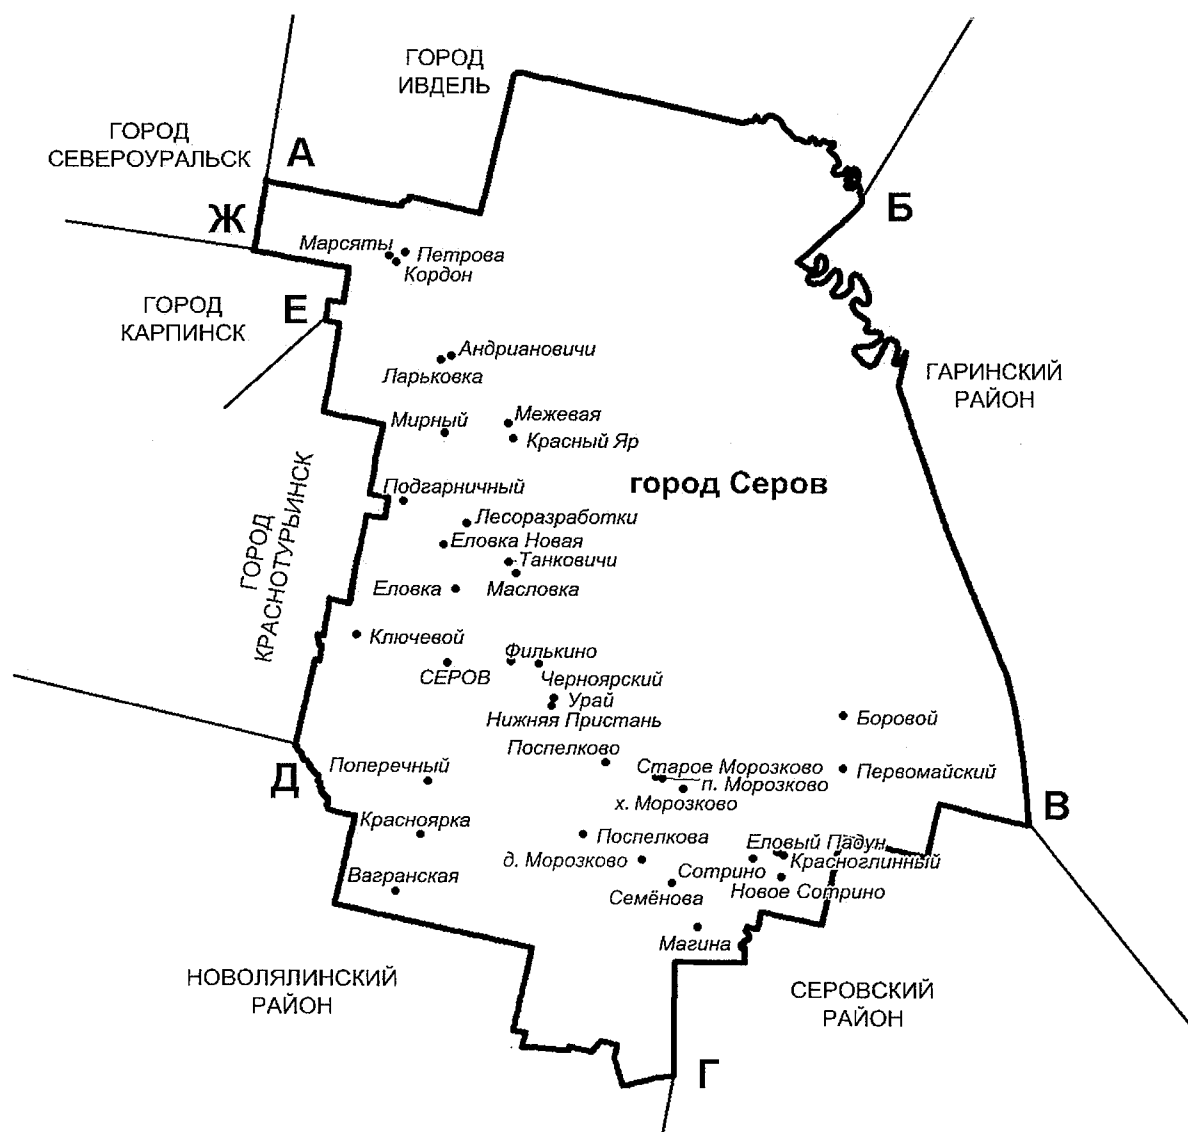 ГОРОД
ИВДЕЛЬ
ГОРОД
СЕВЕРОУРАЛЬСК
А
Ж
Б
Марсяты
Петрова
Кордон
ГОРОД
КАРПИНСК
Е
Андриановичи
Ларьковка
ГАРИНСКИЙ
РАЙОН
Мирный
Межевая
Красный Яр
город Серов
Подгарничный
Лесоразработки
Еловка Новая
Танковичи
Еловка
Масловка
ГОРОД
КРАСНОТУРЬИНСК
Ключевой
Филькино
СЕРОВ
Черноярский
Урай
Нижняя Пристань
Боровой
Поспелково
Д
Поперечный
Старое Морозково
Первомайский
п. Морозково
х. Морозково
В
Красноярка
Поспелкова
Еловый Падун
д. Морозково
Красноглинный
Вагранская
Сотрино
Новое Сотрино
Семёнова
Магина
НОВОЛЯЛИНСКИЙ
РАЙОН
СЕРОВСКИЙ
РАЙОН
Г